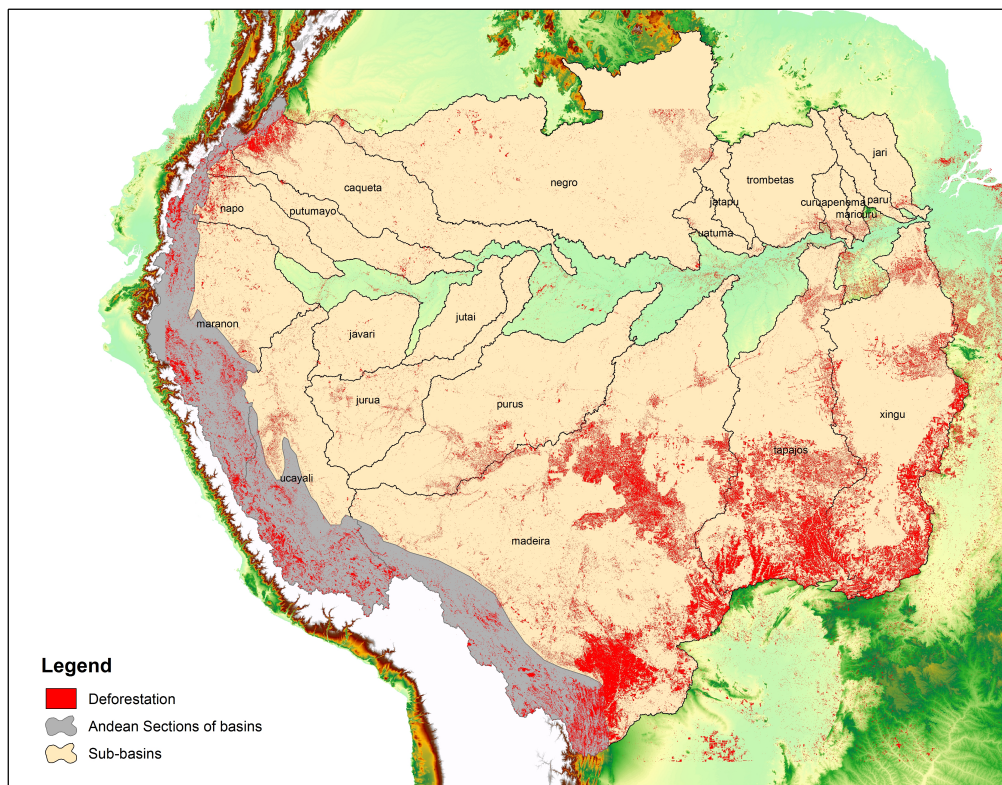 jari
trombetas
caqueta
negro
paru
jatapu
curuapenema
maricuru
napo
putumayo
uatuma
jutai
maranon
javari
jurua
purus
xingu
tapajos
ucayali
madeira
Legend
Deforestation
Andean Sections of basins
Sub-basins